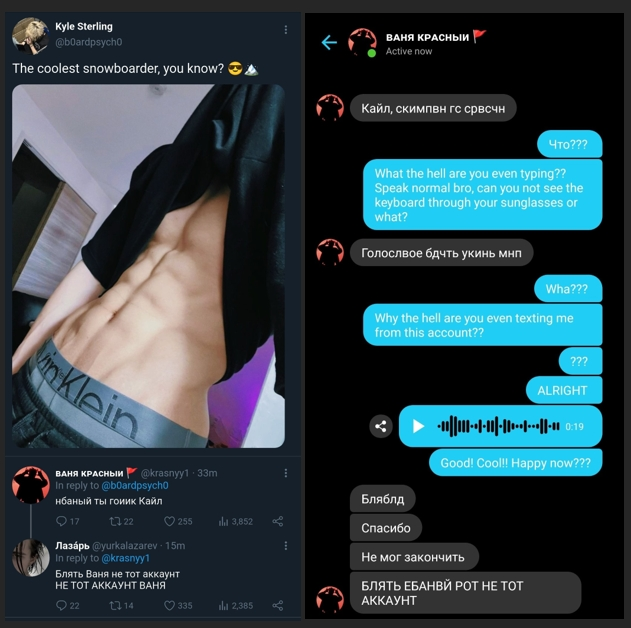 Kyle Sterling
@b0ardpsych0
The coolest snowboarder, you know? 😎🏔️
in Klein
ВАНЯ КРАСНЫИ 🚩 @krasnyy1 · 33m
In reply to @b0ardpsych0
нбаный ты гоиик Кайл
17 22 255 3,852
Лаза́рь @yurkalazarev · 15m
In reply to @krasnyy1
Блять Ваня не тот аккаунт
НЕ ТОТ АККАУНТ ВАНЯ
22 14 335 2,385
ВАНЯ КРАСНЫИ 🚩
Active now
Кайл, скимпвн гс срвсчн
Что???
What the hell are you even typing??
Speak normal bro, can you not see the
keyboard through your sunglasses or
what?
Голослвое бдчть укинь мнп
Wha???
Why the hell are you even texting me
from this account??
???
ALRIGHT
0:19
Good! Cool!! Happy now???
Бляблд
Спасибо
Не мог закончить
БЛЯТЬ ЕБАНВЙ РОТ НЕ ТОТ
АККАУНТ